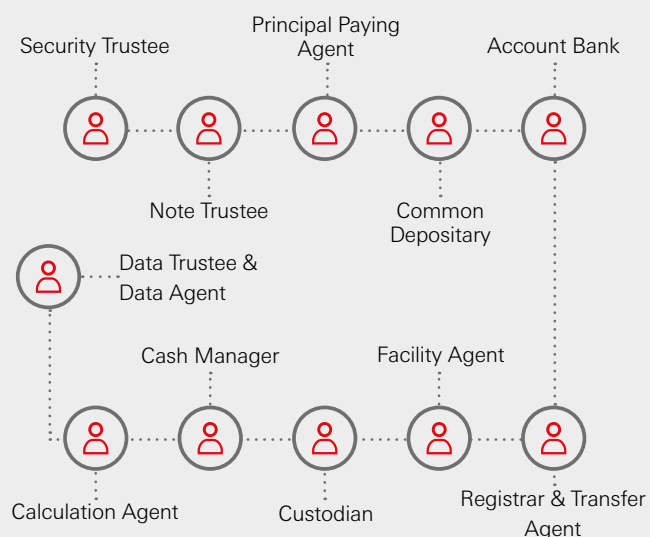 Security Trustee
Principal Paying
Agent
Account Bank
Note Trustee
Common
Depositary
Data Trustee &
Data Agent
Cash Manager
Facility Agent
Calculation Agent
Custodian
Registrar & Transfer
Agent